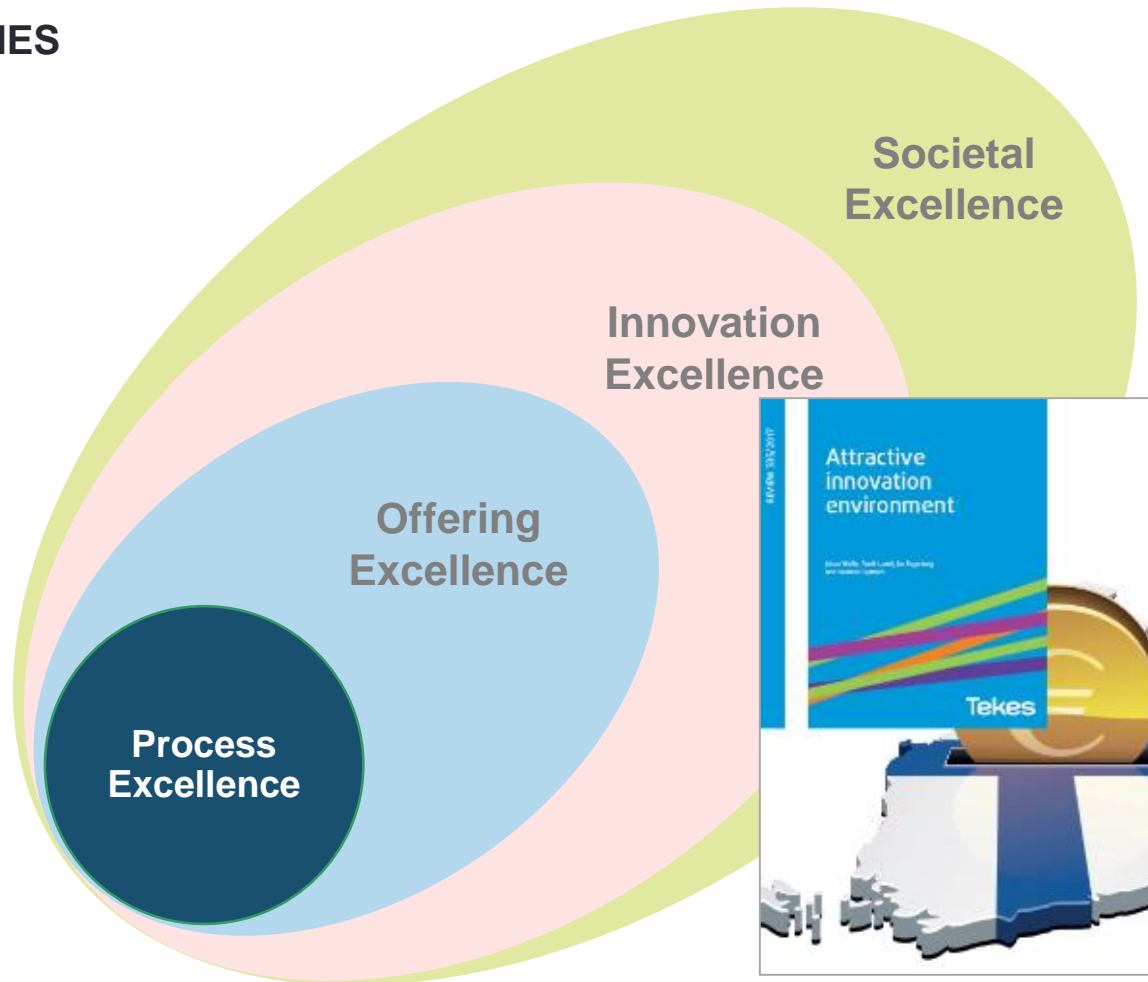 IES
Societal
Excellence
Innovation
Excellence
Offering
Excellence
Process
Excellence
Attractive
innovation
environment
Tekes